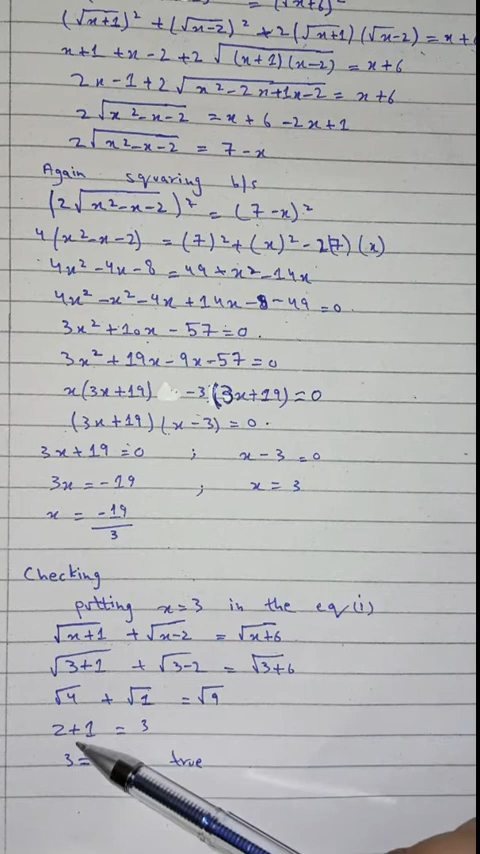 = (√x+6)²
(√x+1)² + (√x-2)² + 2(√x+1)(√x-2) = x+6
x+1 + x-2 + 2√(x+1)(x-2) = x+6
2x-1 + 2√x²-2x+1x-2 = x+6
2√x²-x-2 = x+6-2x+1
2√x²-x-2 = 7-x
Again squaring b/s
(2√x²-x-2)² = (7-x)²
4(x²-x-2) = (7)²+(x)²-2(7)(x)
4x²-4x-8 = 49+x²-14x
4x²-x²-4x+14x-8-49=0
3x²+10x-57=0.
3x²+19x-9x-57=0
x(3x+19) -3(3x+19)=0
(3x+19)(x-3)=0.
3x+19=0 ; x-3=0
3x=-19 ; x=3
x = -19/3
Checking
putting x=3 in the eq(i)
√x+1 + √x-2 = √x+6
√3+1 + √3-2 = √3+6
√4 + √1 = √9
2+1 = 3
3= true